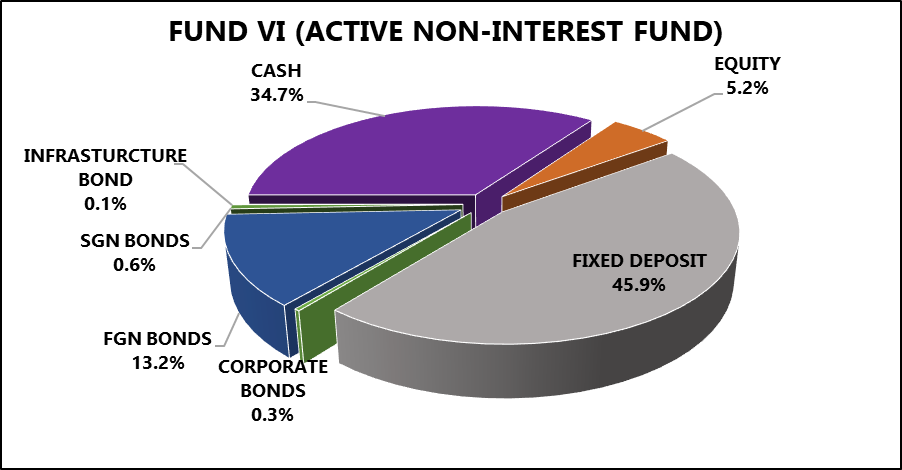 FUND VI (ACTIVE NON-INTEREST FUND)
CASH
34.7%
EQUITY
5.2%
INFRASTURCTURE
BOND
0.1%
SGN BONDS
0.6%
FIXED DEPOSIT
45.9%
FGN BONDS
13.2%
CORPORATE
BONDS
0.3%